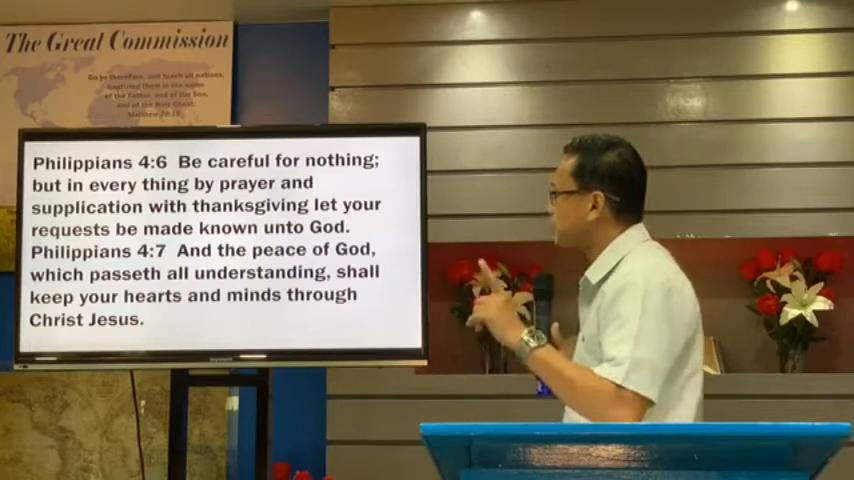 The Great Commission
Go ye therefore, and teach all nations,
baptizing them in the name
of the Father, and of the Son,
and of the Holy Ghost:
Matthew 28:19
Philippians 4:6 Be careful for nothing;
but in every thing by prayer and
supplication with thanksgiving let your
requests be made known unto God.
Philippians 4:7 And the peace of God,
which passeth all understanding, shall
keep your hearts and minds through
Christ Jesus.